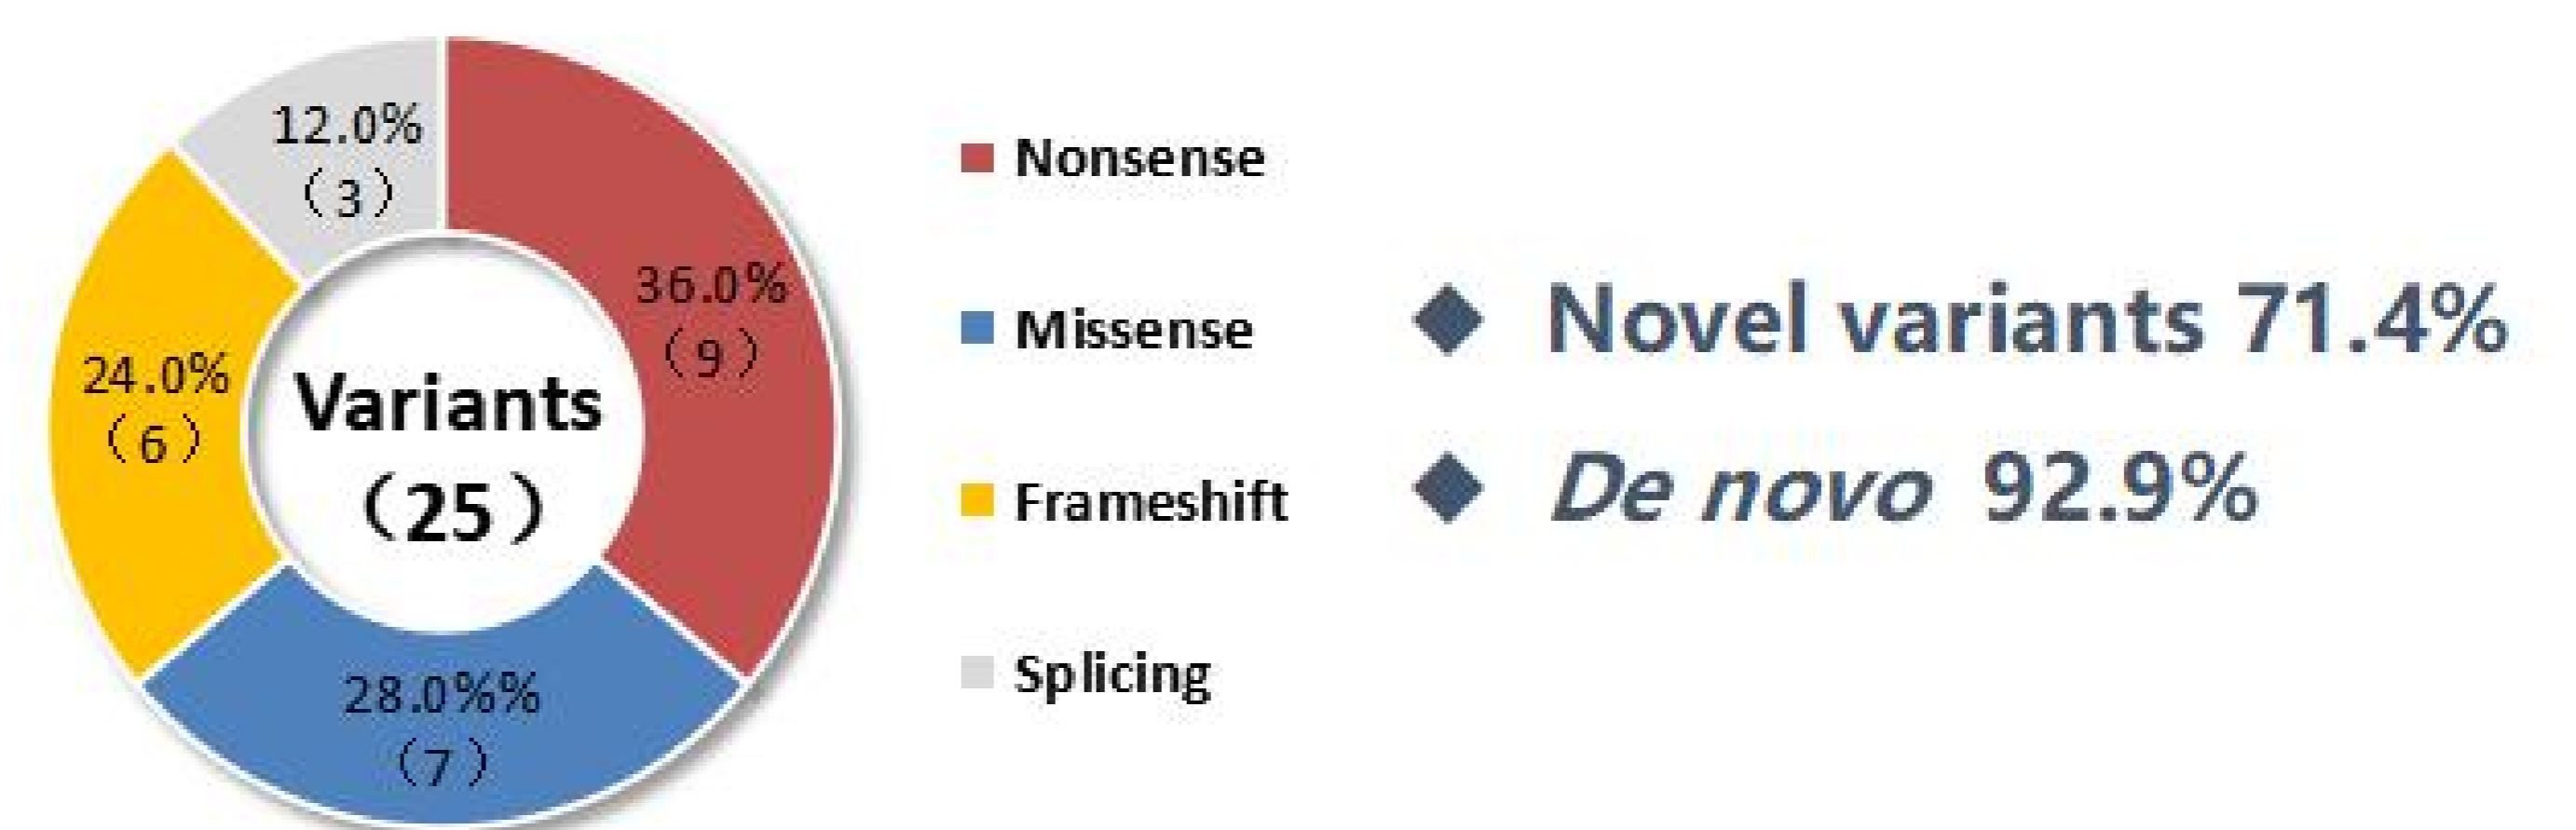 12.0%
（3）
36.0%
（9）
24.0%
（6）
Variants
（25）
28.0%%
（7）
Nonsense
Missense
Frameshift
Splicing
◆ Novel variants 71.4%
◆ De novo 92.9%